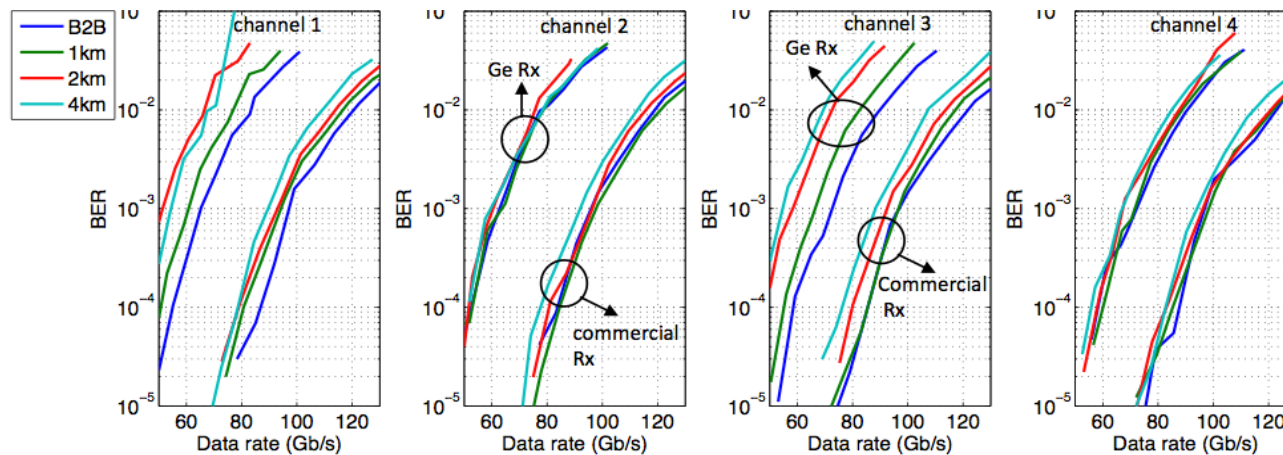 B2B
1km
2km
4km
channel 1
10⁻²
10⁻³
10⁻⁴
10⁻⁵
BER
60 80 100 120
Data rate (Gb/s)
channel 2
Ge Rx
commercial
Rx
10⁻²
10⁻³
10⁻⁴
10⁻⁵
BER
60 80 100 120
Data rate (Gb/s)
channel 3
Ge Rx
Commercial
Rx
10⁻²
10⁻³
10⁻⁴
10⁻⁵
BER
60 80 100 120
Data rate (Gb/s)
channel 4
10⁻²
10⁻³
10⁻⁴
10⁻⁵
BER
60 80 100 120
Data rate (Gb/s)